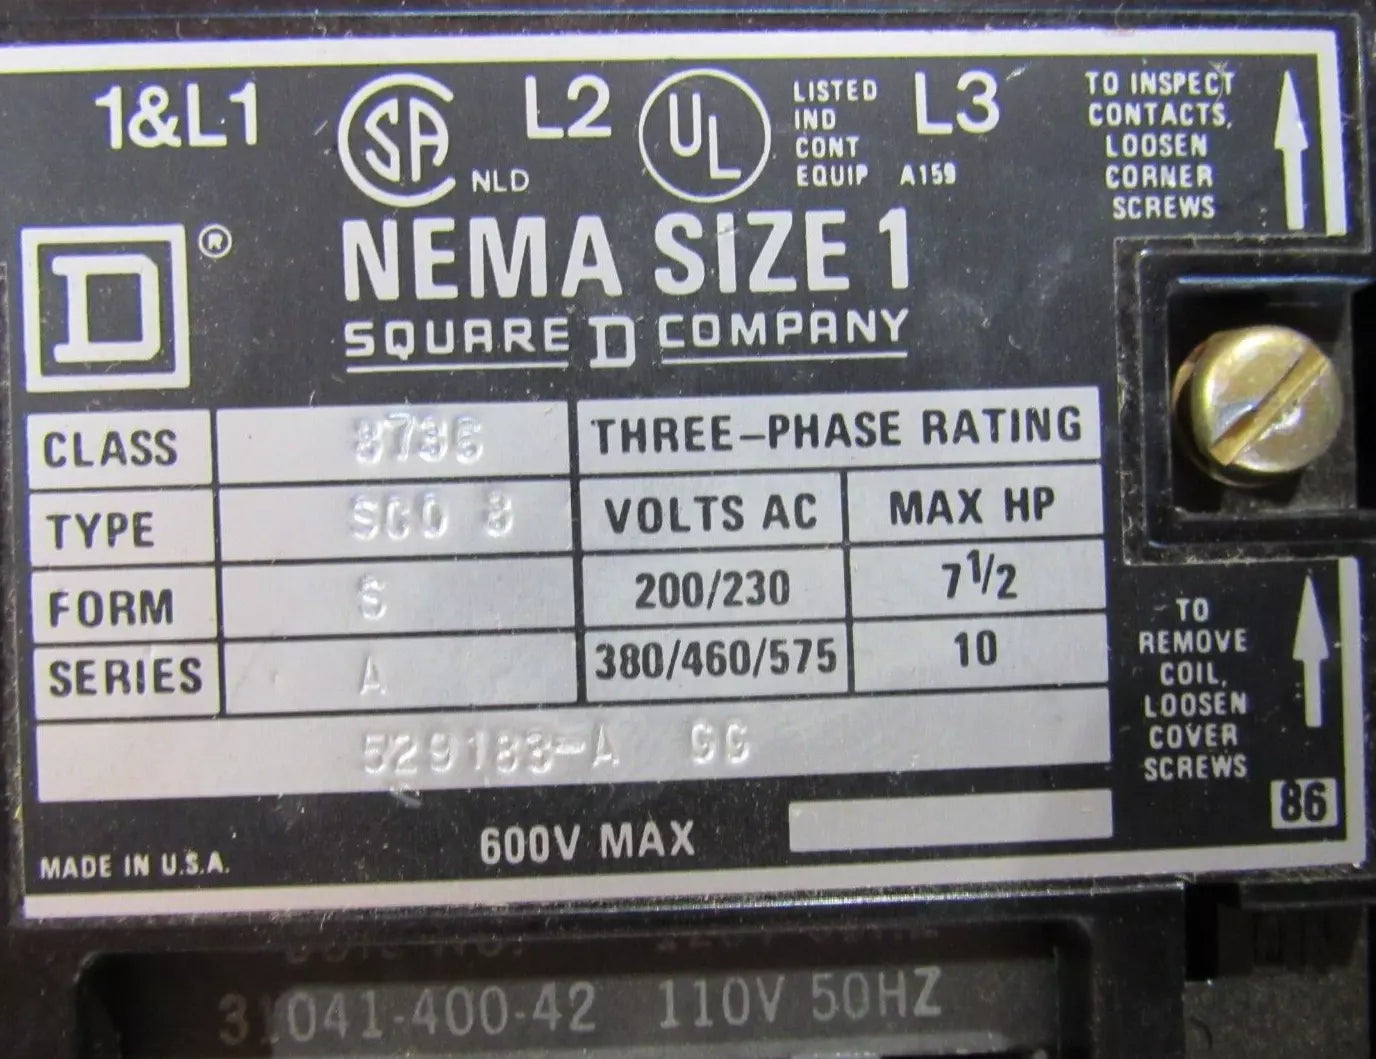 1&L1
SA NLD
L2
UL
LISTED
IND
CONT
EQUIP A159
L3
TO INSPECT
CONTACTS,
LOOSEN
CORNER
SCREWS
D ®
NEMA SIZE 1
SQUARE D COMPANY
CLASS 8736
TYPE SCO 8
FORM S
SERIES A
529183-A GG
THREE-PHASE RATING
VOLTS AC MAX HP
200/230 7 1/2
380/460/575 10
TO
REMOVE
COIL,
LOOSEN
COVER
SCREWS
86
600V MAX
MADE IN U.S.A.
31041-400-42 110V 50HZ